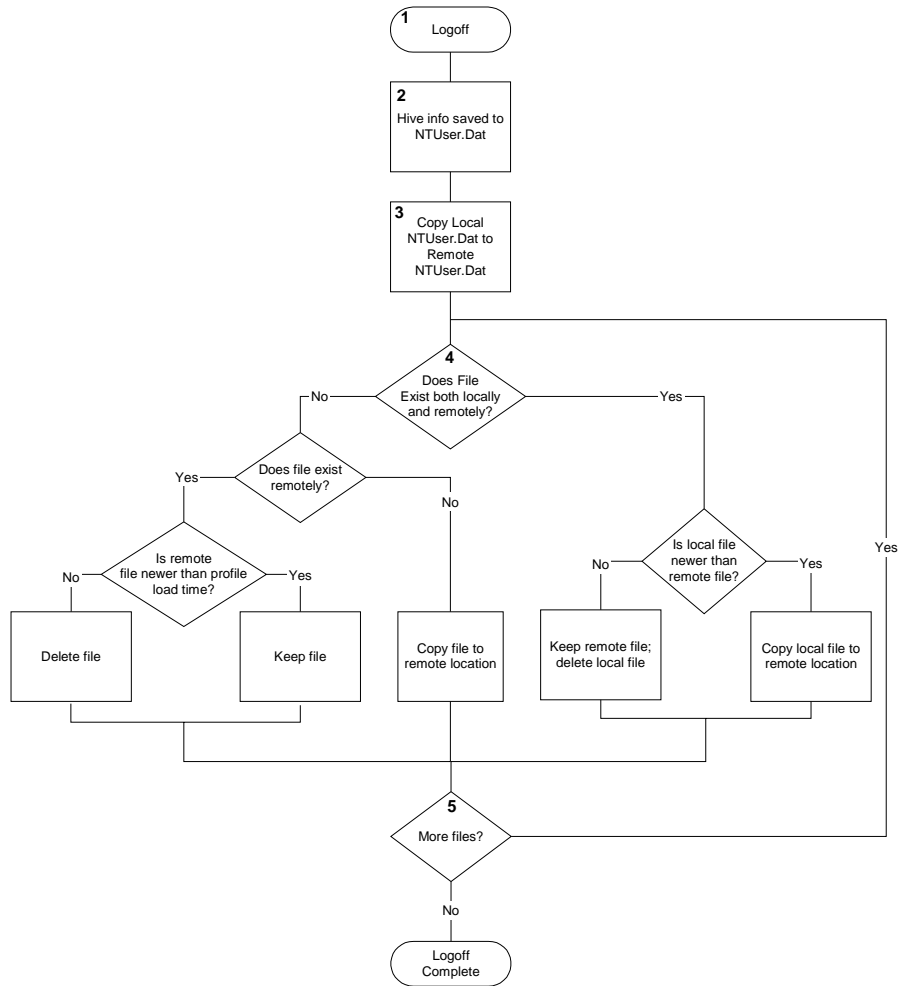 1
Logoff
2
Hive info saved to
NTUser.Dat
3
Copy Local
NTUser.Dat to
Remote
NTUser.Dat
4
Does File
Exist both locally
and remotely?
No
Yes
Does file exist
remotely?
Yes
No
Is remote
file newer than profile
load time?
No
Yes
Is local file
newer than
remote file?
No
Yes
Yes
Delete file
Keep file
Copy file to
remote location
Keep remote file;
delete local file
Copy local file to
remote location
5
More files?
No
Logoff
Complete